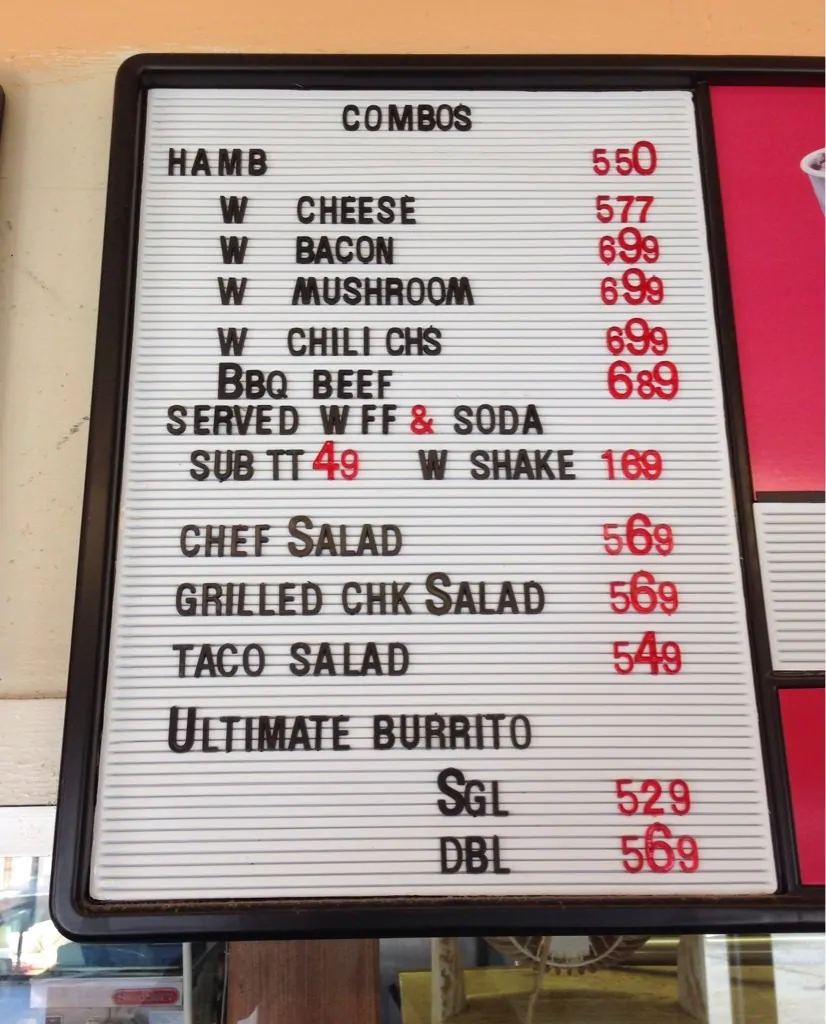 COMBOS
HAMB 550
W CHEESE 577
W BACON 699
W MUSHROOM 699
W CHILI CHS 699
BBQ BEEF 689
SERVED W FF & SODA
SUB TT 49 W SHAKE 169
CHEF SALAD 569
GRILLED CHK SALAD 569
TACO SALAD 549
ULTIMATE BURRITO
SGL 529
DBL 569